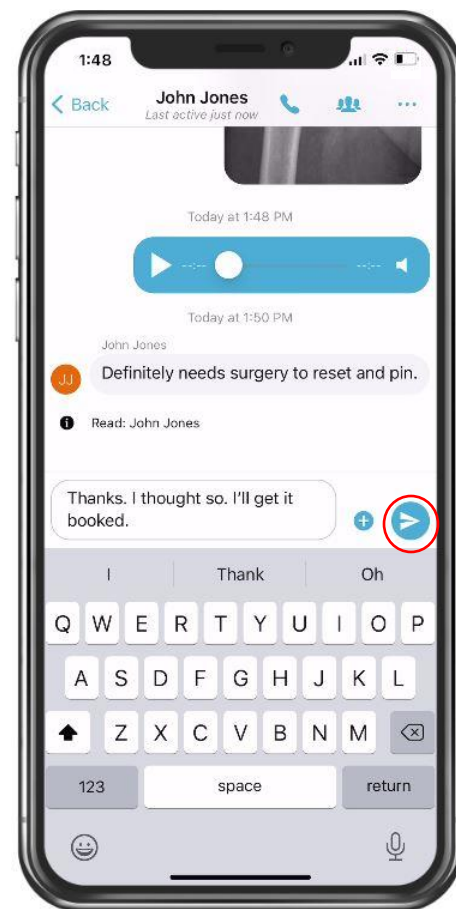 1:48
Back
John Jones
Last active just now
Today at 1:48 PM
--:--
--:--
Today at 1:50 PM
John Jones
JJ
Definitely needs surgery to reset and pin.
Read: John Jones
Thanks. I thought so. I'll get it
booked.
I Thank Oh
Q W E R T Y U I O P
A S D F G H J K L
Z X C V B N M
123 space return